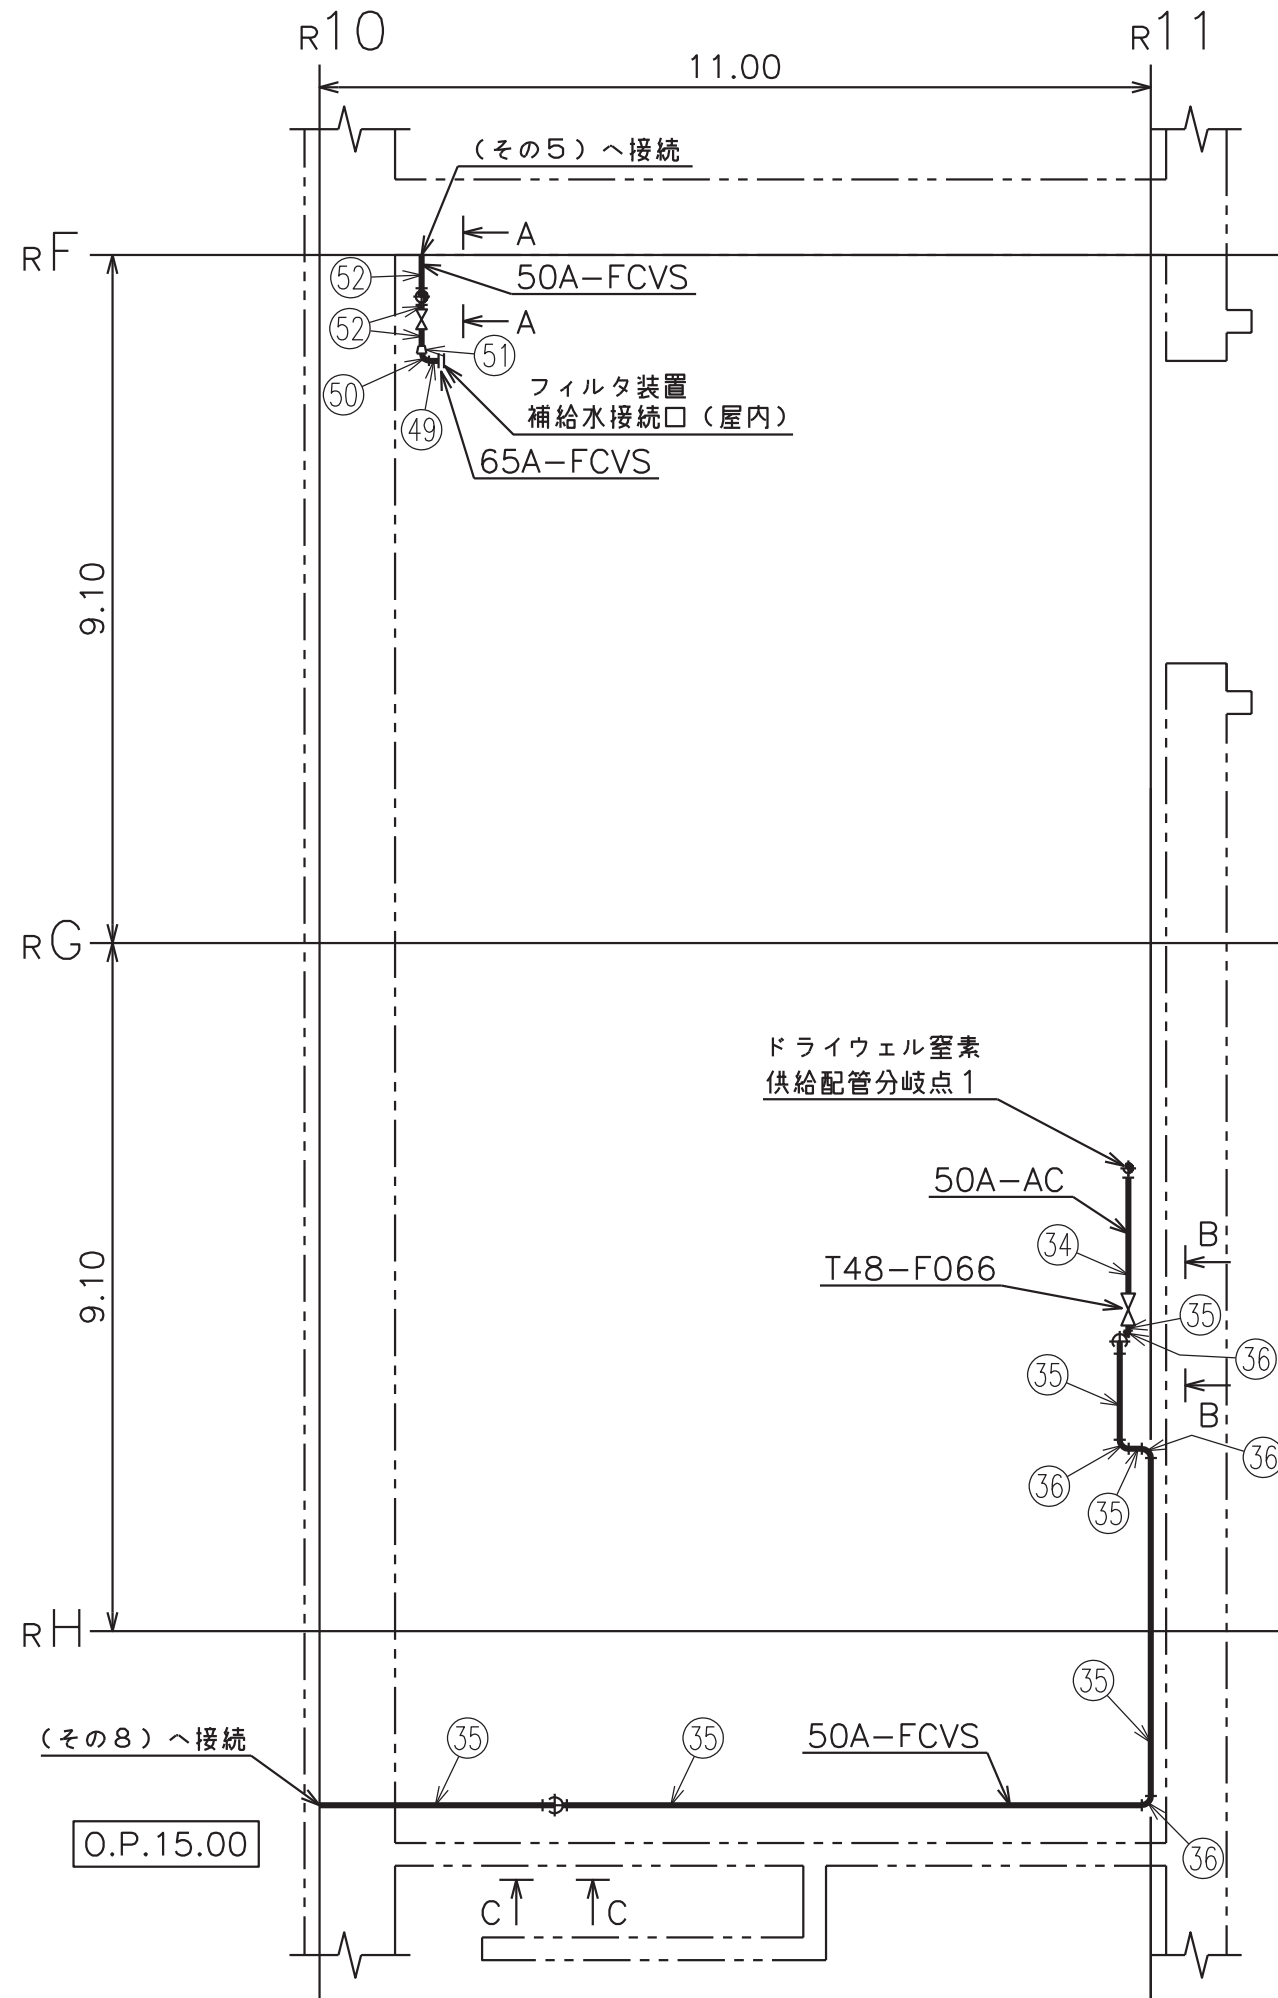 R10
R11
11.00
(その5)へ接続
A
RF
52
50A-FCVS
52
A
51
50
フィルタ装置
補給水接続口(屋内)
49
65A-FCVS
9.10
RG
ドライウェル窒素
供給配管分岐点1
50A-AC
34
B
T48-F066
9.10
35
36
35
B
36
36
35
RH
35
(その8)へ接続
35
35
50A-FCVS
O.P.15.00
36
C
C